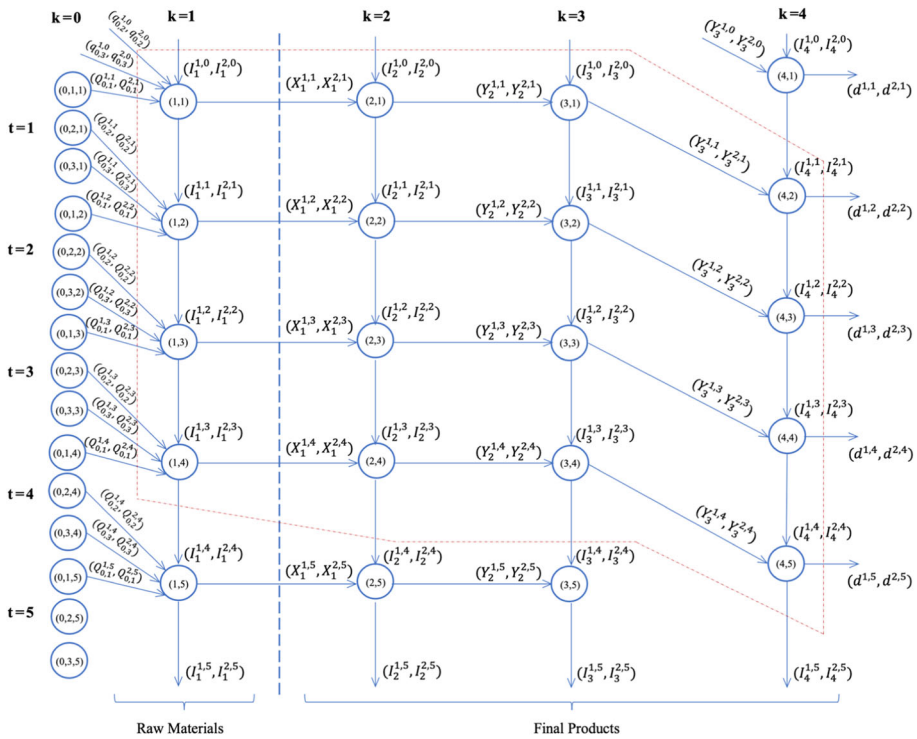 k=0 k=1 k=2 k=3 k=4
(q_{0,2}^{1,0}, q_{0,2}^{2,0})
(q_{0,3}^{1,0}, q_{0,3}^{2,0})
(I_1^{1,0}, I_1^{2,0}) (I_2^{1,0}, I_2^{2,0}) (I_3^{1,0}, I_3^{2,0}) (Y_3^{1,0}, Y_3^{2,0}) (I_4^{1,0}, I_4^{2,0})
(4,1) (d^{1,1}, d^{2,1})
(0,1,1) (Q_{0,1}^{1,1}, Q_{0,1}^{2,1}) (1,1) (X_1^{1,1}, X_1^{2,1}) (2,1) (Y_2^{1,1}, Y_2^{2,1}) (3,1)
t=1
(0,2,1) (Q_{0,2}^{1,1}, Q_{0,2}^{2,1})
(0,3,1) (Q_{0,3}^{1,1}, Q_{0,3}^{2,1})
(Y_3^{1,1}, Y_3^{2,1}) (I_4^{1,1}, I_4^{2,1})
(I_1^{1,1}, I_1^{2,1}) (I_2^{1,1}, I_2^{2,1}) (I_3^{1,1}, I_3^{2,1})
(4,2) (d^{1,2}, d^{2,2})
(0,1,2) (Q_{0,1}^{1,2}, Q_{0,1}^{2,2}) (1,2) (X_1^{1,2}, X_1^{2,2}) (2,2) (Y_2^{1,2}, Y_2^{2,2}) (3,2)
t=2
(0,2,2) (Q_{0,2}^{1,2}, Q_{0,2}^{2,2})
(0,3,2) (Q_{0,3}^{1,2}, Q_{0,3}^{2,2})
(Y_3^{1,2}, Y_3^{2,2}) (I_4^{1,2}, I_4^{2,2})
(I_1^{1,2}, I_1^{2,2}) (I_2^{1,2}, I_2^{2,2}) (I_3^{1,2}, I_3^{2,2})
(4,3) (d^{1,3}, d^{2,3})
(0,1,3) (Q_{0,1}^{1,3}, Q_{0,1}^{2,3}) (1,3) (X_1^{1,3}, X_1^{2,3}) (2,3) (Y_2^{1,3}, Y_2^{2,3}) (3,3)
t=3
(0,2,3) (Q_{0,2}^{1,3}, Q_{0,2}^{2,3})
(0,3,3) (Q_{0,3}^{1,3}, Q_{0,3}^{2,3})
(Y_3^{1,3}, Y_3^{2,3}) (I_4^{1,3}, I_4^{2,3})
(I_1^{1,3}, I_1^{2,3}) (I_2^{1,3}, I_2^{2,3}) (I_3^{1,3}, I_3^{2,3})
(4,4) (d^{1,4}, d^{2,4})
(0,1,4) (Q_{0,1}^{1,4}, Q_{0,1}^{2,4}) (1,4) (X_1^{1,4}, X_1^{2,4}) (2,4) (Y_2^{1,4}, Y_2^{2,4}) (3,4)
t=4
(0,2,4) (Q_{0,2}^{1,4}, Q_{0,2}^{2,4})
(0,3,4) (Q_{0,3}^{1,4}, Q_{0,3}^{2,4})
(Y_3^{1,4}, Y_3^{2,4}) (I_4^{1,4}, I_4^{2,4})
(I_1^{1,4}, I_1^{2,4}) (I_2^{1,4}, I_2^{2,4}) (I_3^{1,4}, I_3^{2,4})
(4,5) (d^{1,5}, d^{2,5})
(0,1,5) (Q_{0,1}^{1,5}, Q_{0,1}^{2,5}) (1,5) (X_1^{1,5}, X_1^{2,5}) (2,5) (Y_2^{1,5}, Y_2^{2,5}) (3,5)
t=5
(0,2,5)
(0,3,5)
(I_1^{1,5}, I_1^{2,5}) (I_2^{1,5}, I_2^{2,5}) (I_3^{1,5}, I_3^{2,5}) (I_4^{1,5}, I_4^{2,5})
Raw Materials Final Products